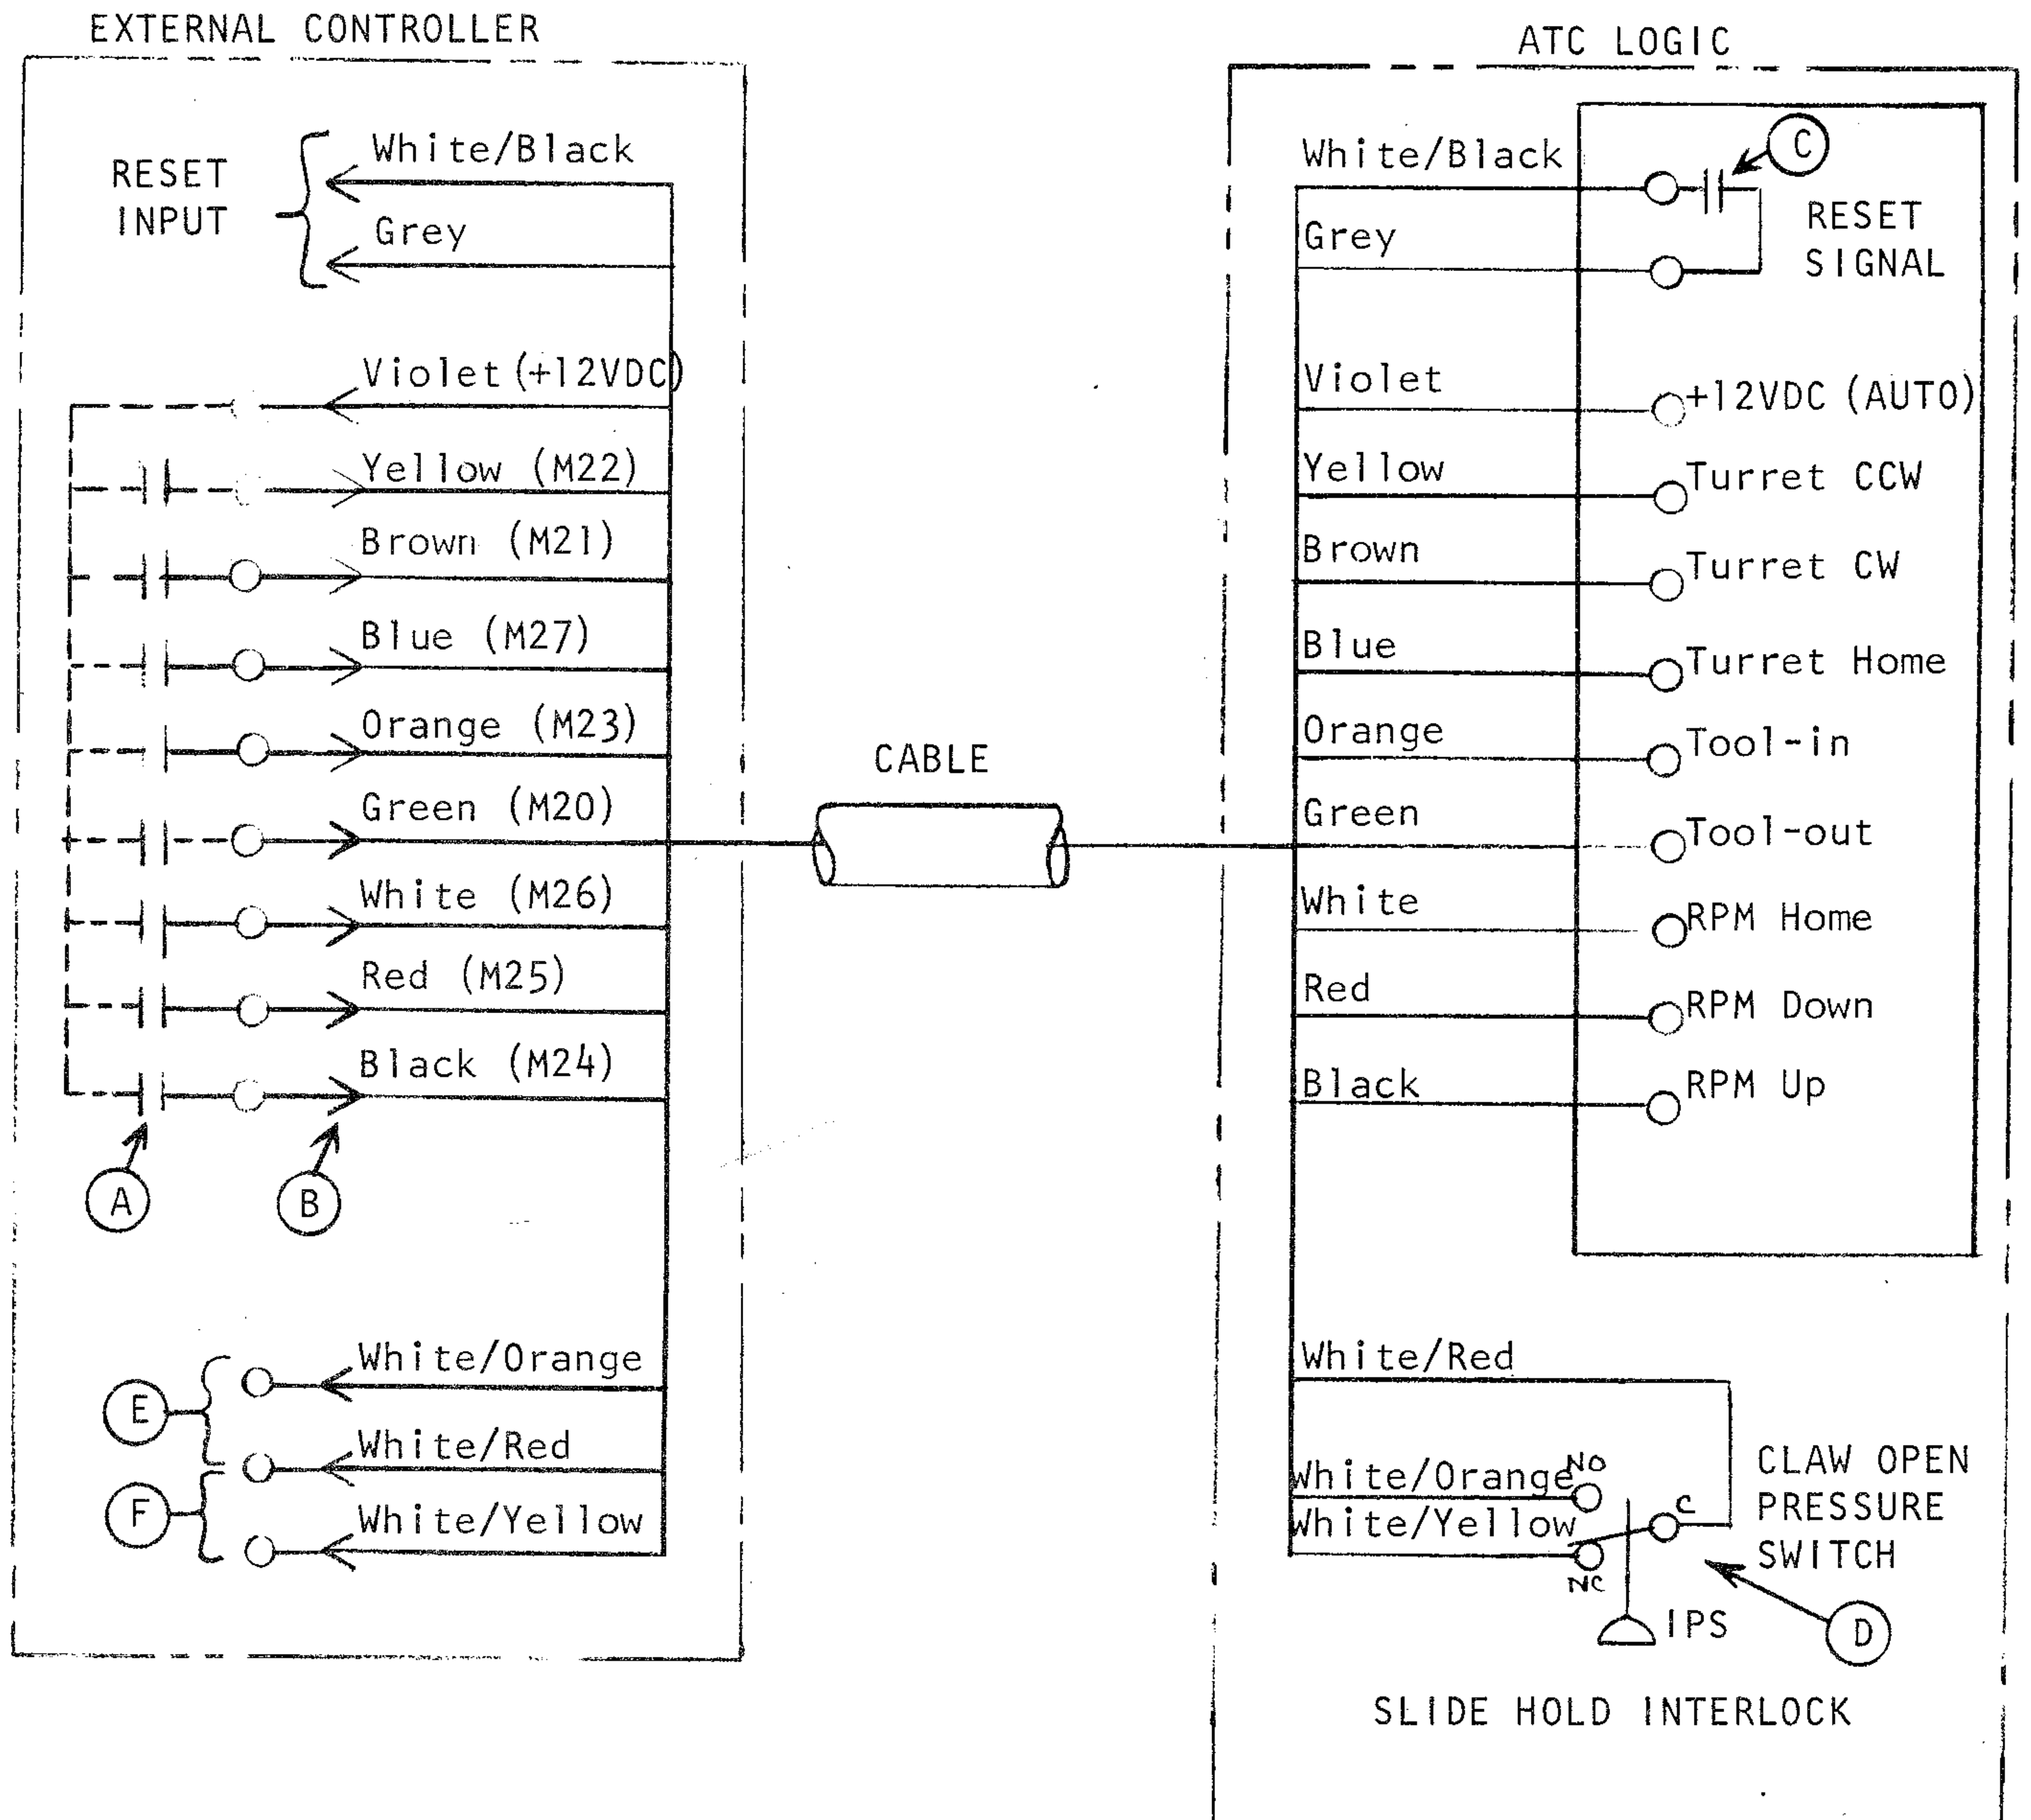 EXTERNAL CONTROLLER
RESET
INPUT
White/Black
Grey
Violet (+12VDC)
Yellow (M22)
Brown (M21)
Blue (M27)
Orange (M23)
Green (M20)
White (M26)
Red (M25)
Black (M24)
A
B
E
F
White/Orange
White/Red
White/Yellow
CABLE
ATC LOGIC
White/Black
C
Grey
RESET
SIGNAL
Violet
+12VDC (AUTO)
Yellow
Turret CCW
Brown
Turret CW
Blue
Turret Home
Orange
Tool-in
Green
Tool-out
White
RPM Home
Red
RPM Down
Black
RPM Up
White/Red
White/Orange
NO
White/Yellow
C
NC
CLAW OPEN
PRESSURE
SWITCH
IPS
D
SLIDE HOLD INTERLOCK